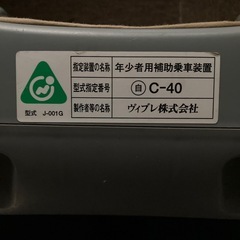 指定装置の名称 年少者用補助乗車装置
型式指定番号 自 C-40
製作者等の名称 ヴィプレ株式会社
型式 J-001G